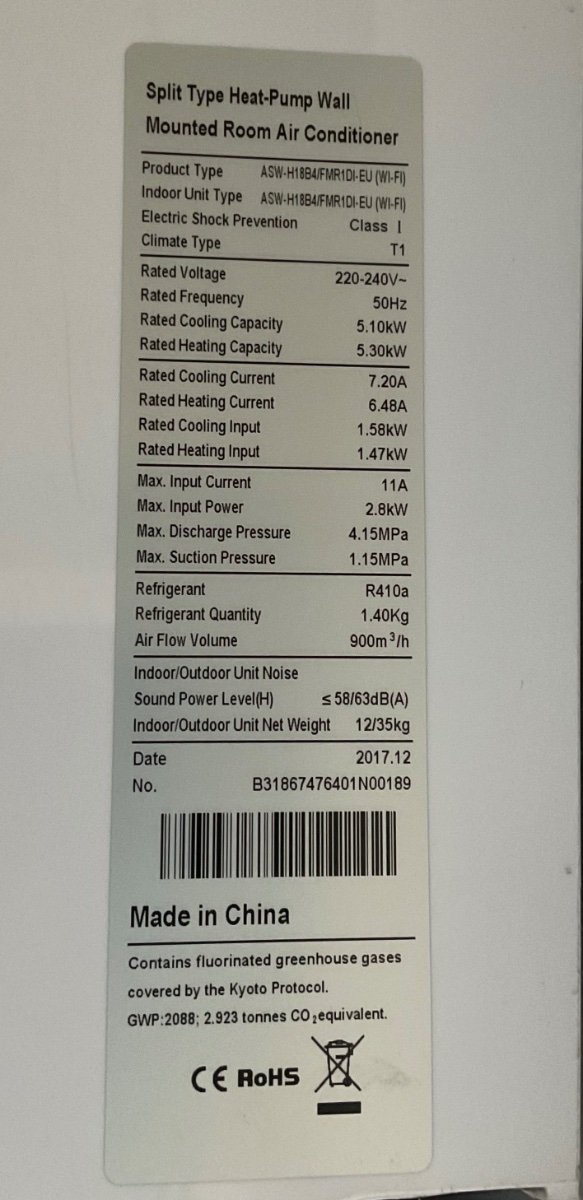 Split Type Heat-Pump Wall
Mounted Room Air Conditioner
Product Type ASW-H18B4/FMR1DI-EU (WI-FI)
Indoor Unit Type ASW-H18B4/FMR1DI-EU (WI-FI)
Electric Shock Prevention Class I
Climate Type T1
Rated Voltage 220-240V~
Rated Frequency 50Hz
Rated Cooling Capacity 5.10kW
Rated Heating Capacity 5.30kW
Rated Cooling Current 7.20A
Rated Heating Current 6.48A
Rated Cooling Input 1.58kW
Rated Heating Input 1.47kW
Max. Input Current 11A
Max. Input Power 2.8kW
Max. Discharge Pressure 4.15MPa
Max. Suction Pressure 1.15MPa
Refrigerant R410a
Refrigerant Quantity 1.40Kg
Air Flow Volume 900m³/h
Indoor/Outdoor Unit Noise
Sound Power Level(H) ≤58/63dB(A)
Indoor/Outdoor Unit Net Weight 12/35kg
Date 2017.12
No. B31867476401N00189
Made in China
Contains fluorinated greenhouse gases
covered by the Kyoto Protocol.
GWP:2088; 2.923 tonnes CO₂equivalent.
CE RoHS